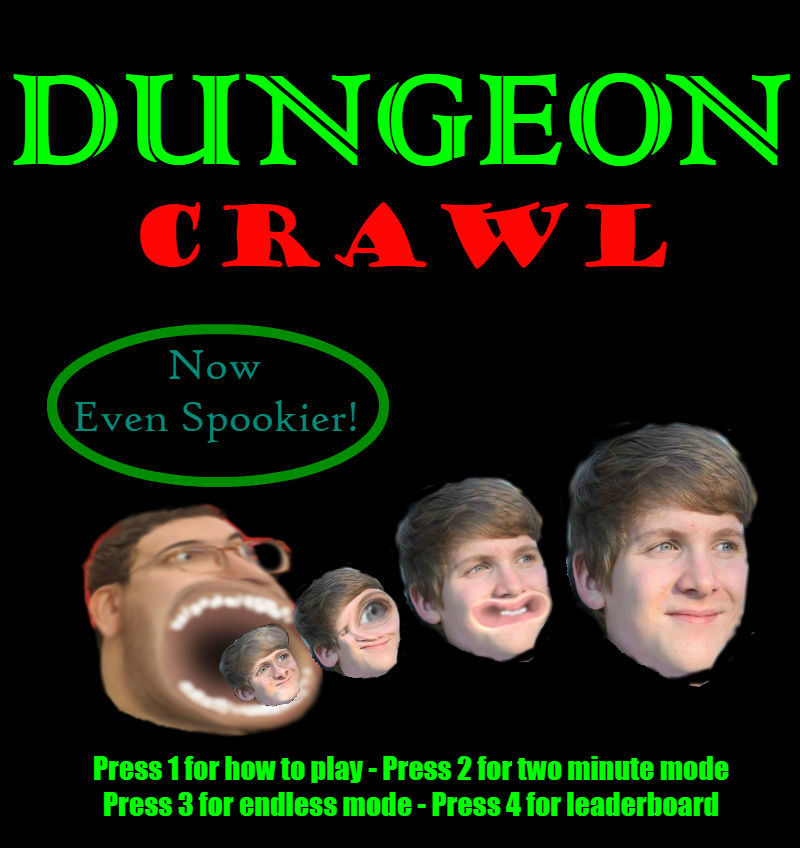 DUNGEON
CRAWL
Now
Even Spookier!
Press 1 for how to play - Press 2 for two minute mode
Press 3 for endless mode - Press 4 for leaderboard